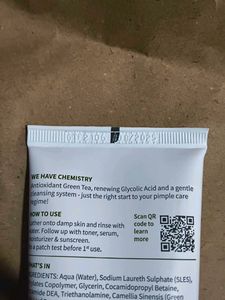 WE HAVE CHEMISTRY
Antioxidant Green Tea, renewing Glycolic Acid and a gentle
cleansing system - just the right start to your pimple care
regime!
HOW TO USE
Lather onto damp skin and rinse with
water. Follow up with toner, serum,
moisturizer & sunscreen.
a patch test before 1st use.
Scan QR
code to
learn
more
WHAT'S IN
INGREDIENTS: Aqua (Water), Sodium Laureth Sulphate (SLES),
Copolymer, Glycerin, Cocamidopropyl Betaine,
DEA, Triethanolamine, Camellia Sinensis (Green